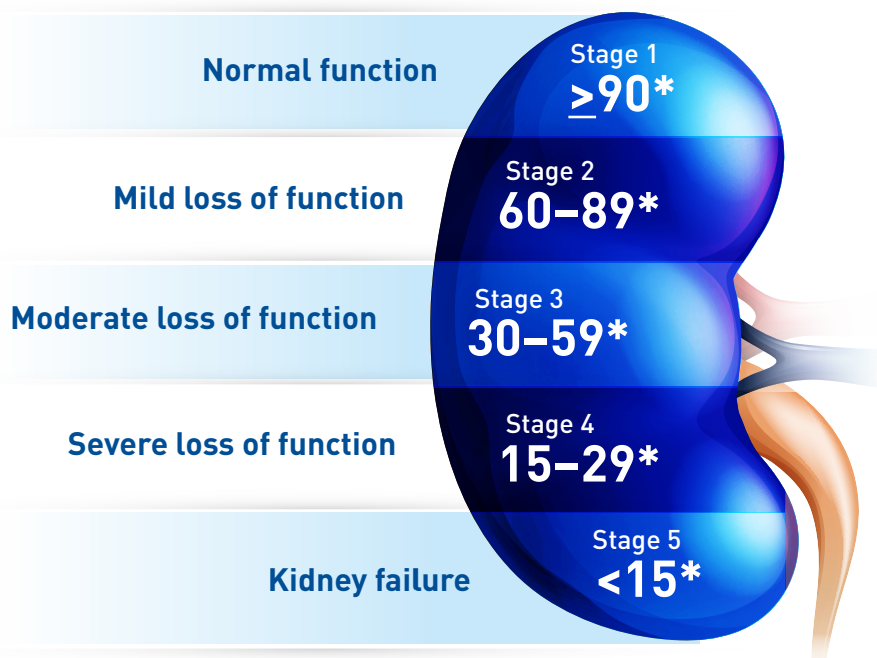 Normal function
Stage 1
≥90*
Mild loss of function
Stage 2
60–89*
Moderate loss of function
Stage 3
30–59*
Severe loss of function
Stage 4
15–29*
Kidney failure
Stage 5
<15*